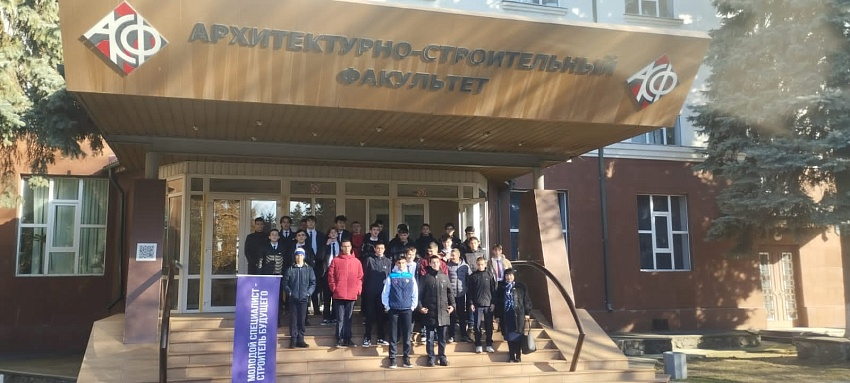 АСФ
АРХИТЕКТУРНО-СТРОИТЕЛЬНЫЙ
ФАКУЛЬТЕТ
АСФ
МОЛОДОЙ СПЕЦИАЛИСТ -
СТРОИТЕЛЬ БУДУЩЕГО